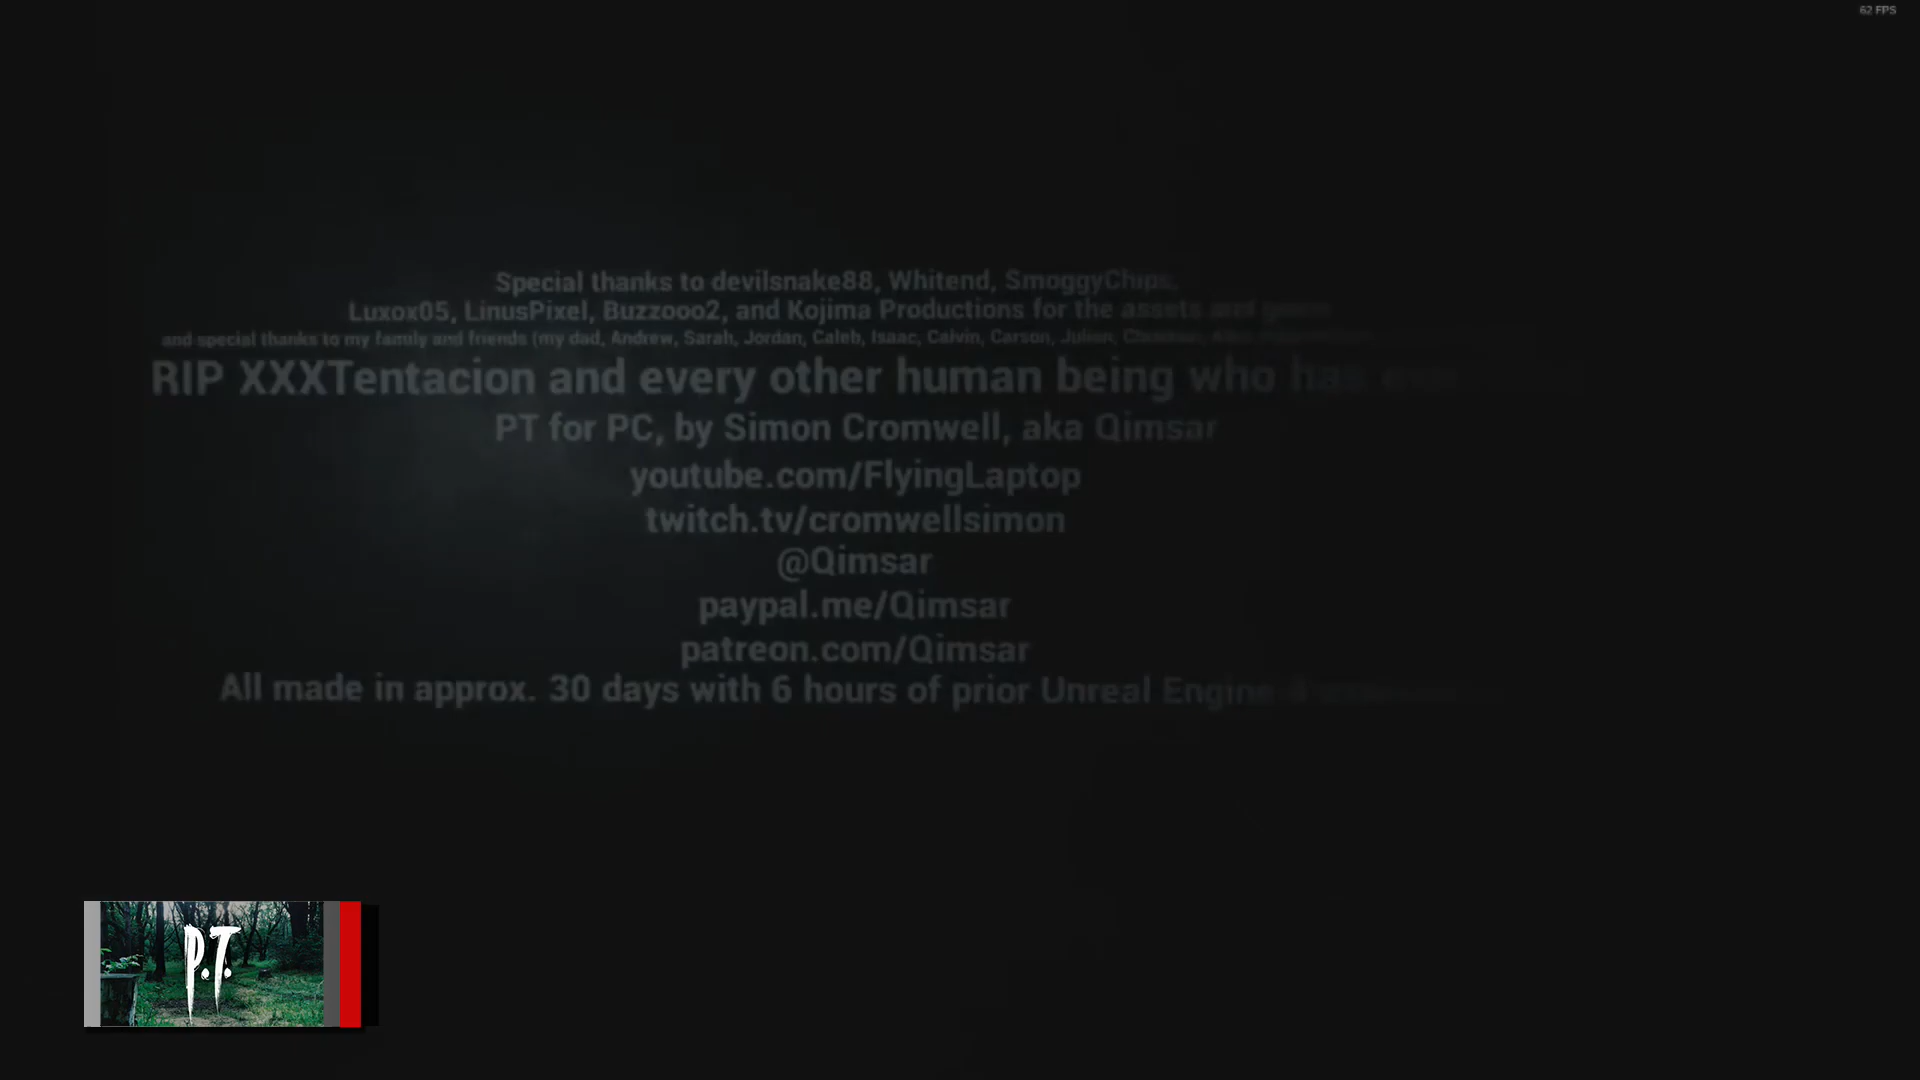 62 FPS
Special thanks to devilsnake88, Whitend, SmoggyChips,
Luxox05, LinusPixel, Buzzooo2, and Kojima Productions for the assets and game
and special thanks to my family and friends (my dad, Andrew, Sarah, Jordan, Caleb, Isaac, Calvin, Carson, Julian,
RIP XXXTentacion and every other human being who has
PT for PC, by Simon Cromwell, aka Qimsar
youtube.com/FlyingLaptop
twitch.tv/cromwellsimon
@Qimsar
paypal.me/Qimsar
patreon.com/Qimsar
All made in approx. 30 days with 6 hours of prior Unreal Engine
P.T.